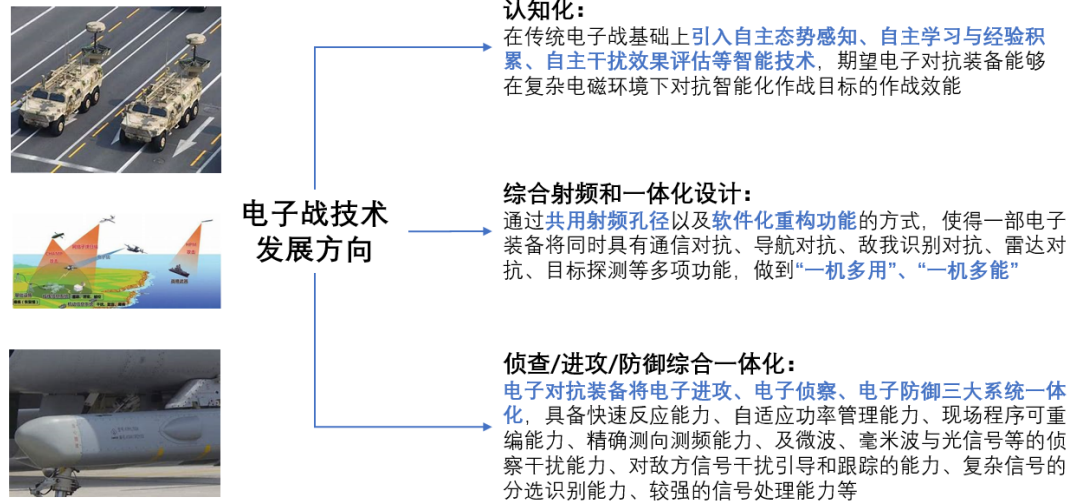 认知化：
在传统电子战基础上引入自主态势感知、自主学习与经验积
累、自主干扰效果评估等智能技术，期望电子对抗装备能够
在复杂电磁环境下对抗智能化作战目标的作战效能
电子战技术
发展方向
综合射频和一体化设计：
通过共用射频孔径以及软件化重构功能的方式，使得一部电子
装备将同时具有通信对抗、导航对抗、敌我识别对抗、雷达对
抗、目标探测等多项功能，做到“一机多用”、“一机多能”
侦查/进攻/防御综合一体化：
电子对抗装备将电子进攻、电子侦察、电子防御三大系统一体
化，具备快速反应能力、自适应功率管理能力、现场程序可重
编能力、精确测向测频能力、及微波、毫米波与光信号等的侦
察干扰能力、对敌方信号干扰引导和跟踪的能力、复杂信号的
分选识别能力、较强的信号处理能力等